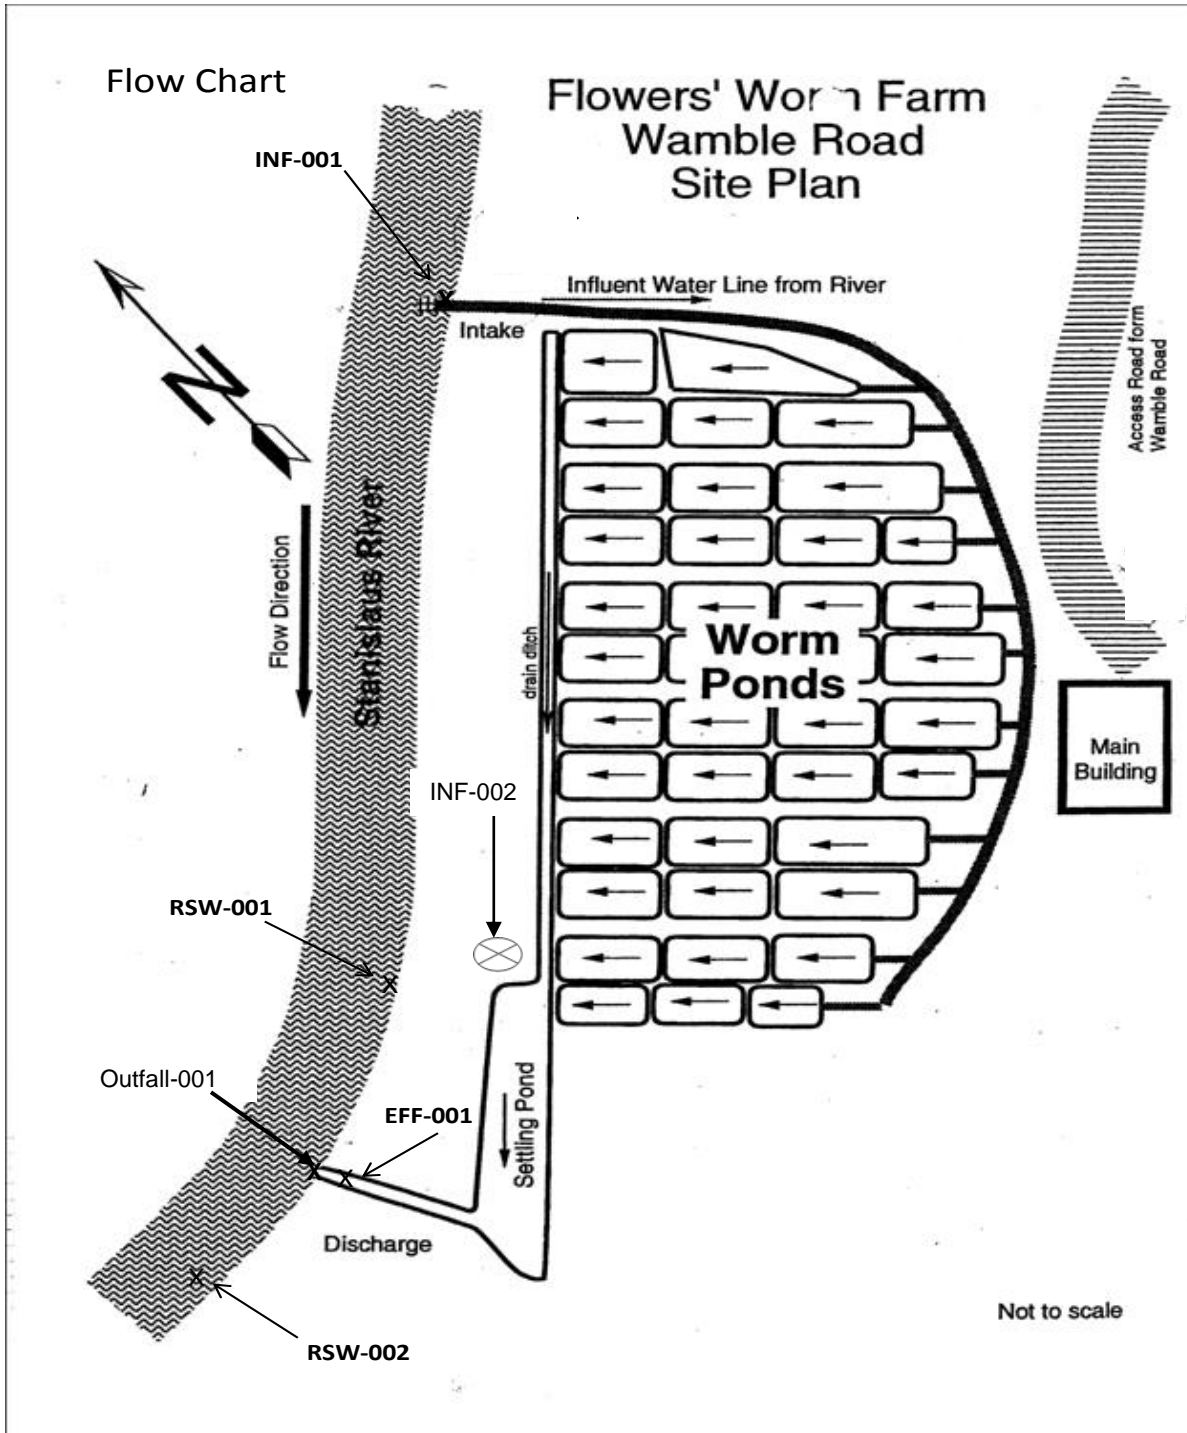 Flow Chart
Flowers' Worm Farm
Wamble Road
Site Plan
INF-001
Influent Water Line from River
Intake
N
Access Road form
Wamble Road
Flow Direction
Stanislaus River
drain ditch
Worm
Ponds
Main
Building
INF-002
RSW-001
Outfall-001
EFF-001
Settling Pond
Discharge
Not to scale
RSW-002